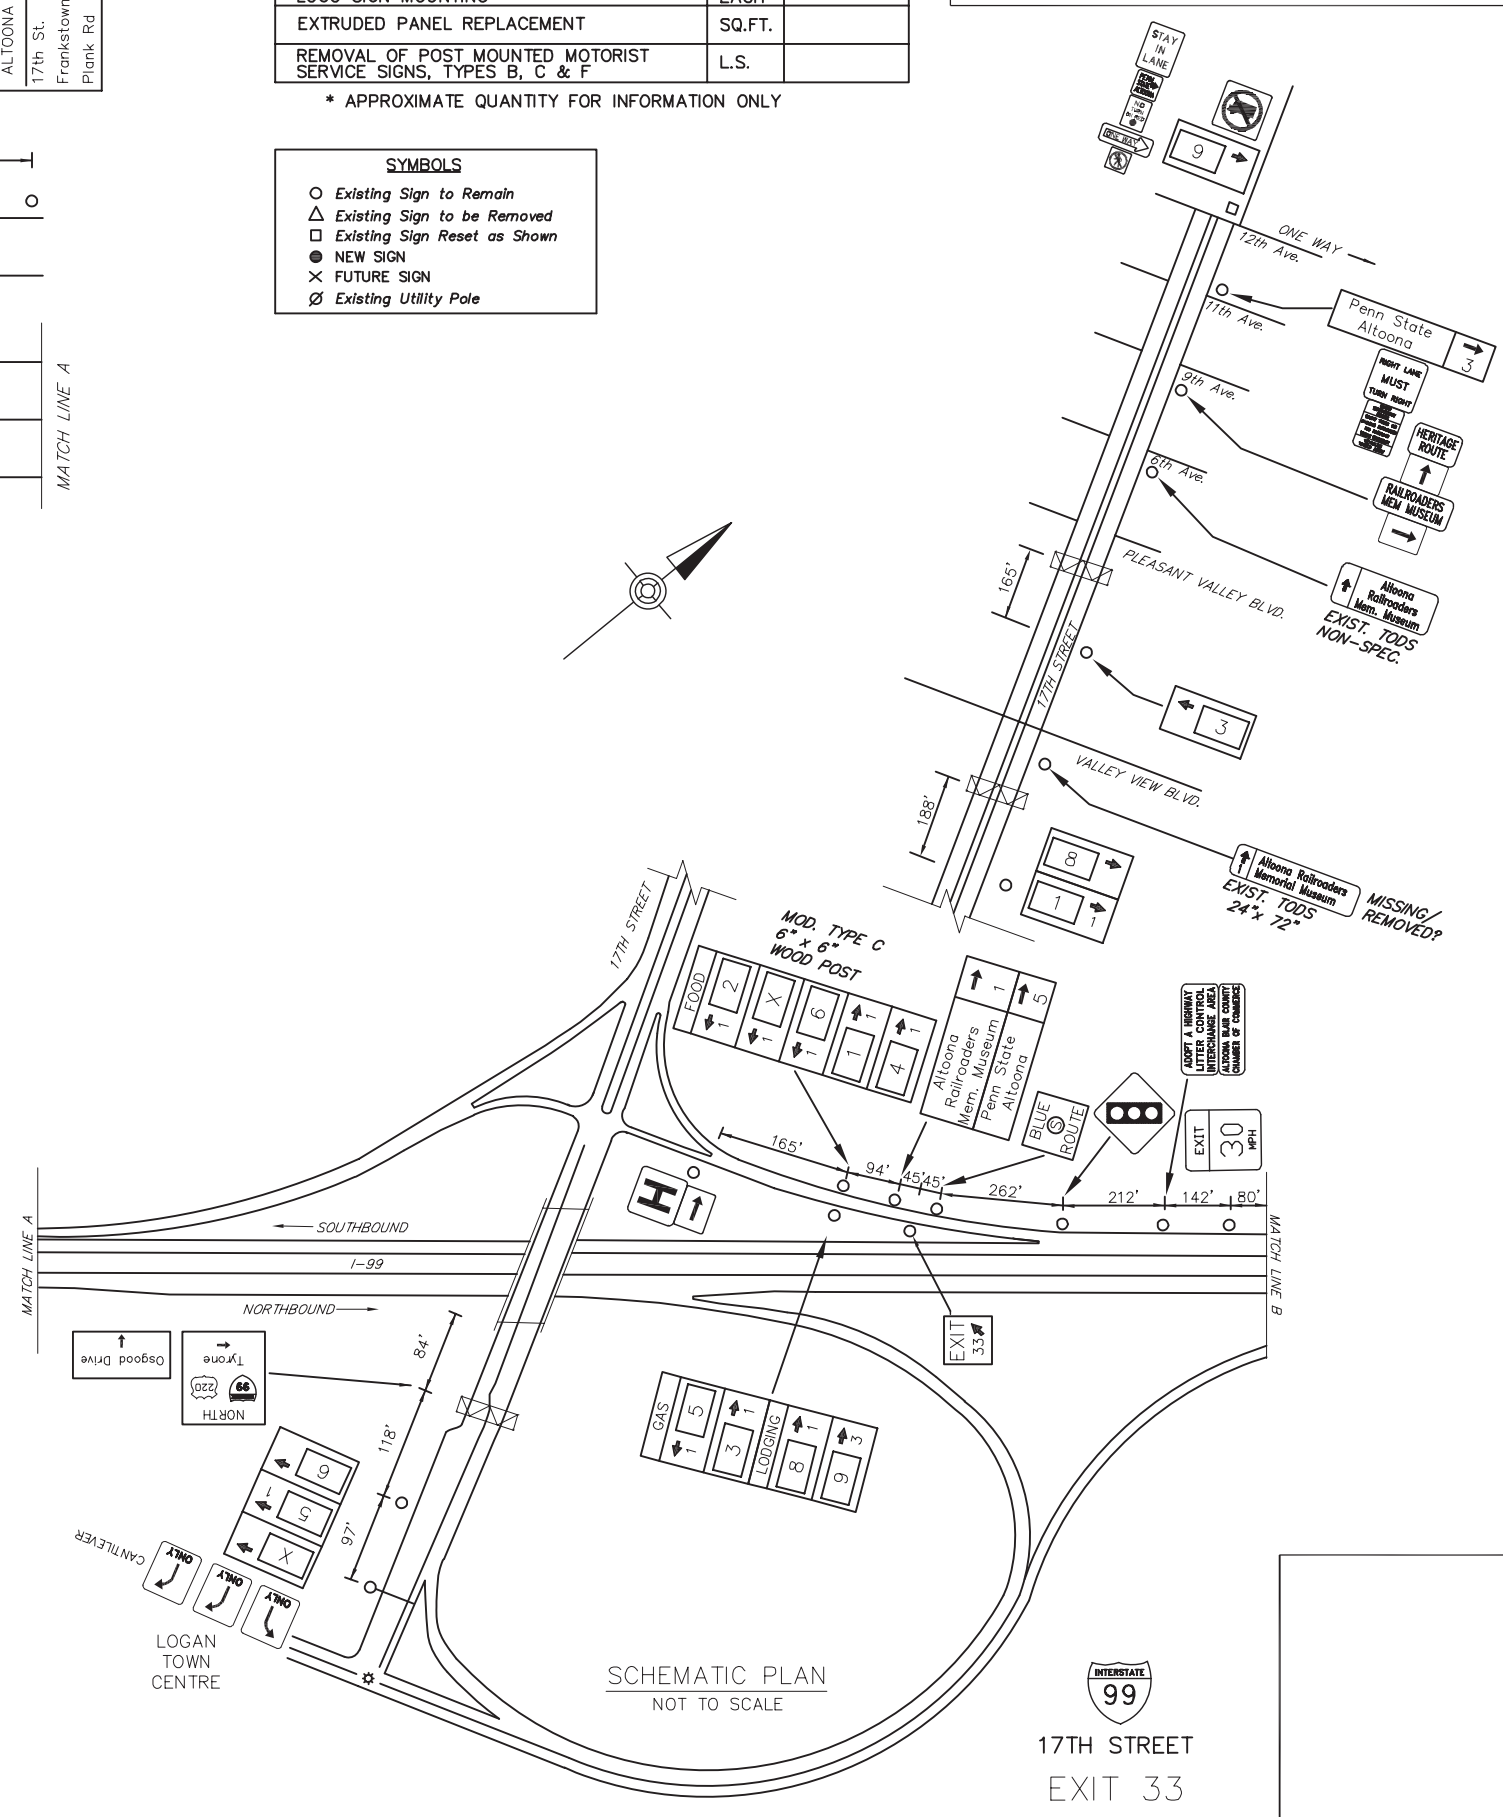 ALTOONA
17th St.
Frankstown
Plank Rd
EXTRUDED PANEL REPLACEMENT SQ.FT.
REMOVAL OF POST MOUNTED MOTORIST
SERVICE SIGNS, TYPES B, C & F L.S.
* APPROXIMATE QUANTITY FOR INFORMATION ONLY
SYMBOLS
Existing Sign to Remain
Existing Sign to be Removed
Existing Sign Reset as Shown
NEW SIGN
FUTURE SIGN
Existing Utility Pole
MATCH LINE A
STAY
IN
LANE
ONE WAY
9
ONE WAY
12th Ave.
11th Ave.
Penn State
Altoona
3
9th Ave.
RIGHT LANE
MUST
TURN RIGHT
HERITAGE
ROUTE
RAILROADERS
MEM MUSEUM
6th Ave.
Altoona
Railroaders
Mem. Museum
EXIST. TODS
NON-SPEC.
PLEASANT VALLEY BLVD.
165'
17TH STREET
3
VALLEY VIEW BLVD.
188'
8
1
1
Altoona Railroaders
Memorial Museum
EXIST. TODS
24"x 72"
MISSING/
REMOVED?
17TH STREET
MOD. TYPE C
6" x 6"
WOOD POST
FOOD
2
1
X
1
6
1
1
1
4
1
Altoona
Railroaders
Mem. Museum
1
Penn State
Altoona
5
BLUE
S
ROUTE
ADOPT A HIGHWAY
LITTER CONTROL
INTERCHANGE AREA
ALTOONA BLAIR COUNTY
CHAMBER OF COMMERCE
EXIT
30
MPH
165'
94'
45'
45'
262'
212'
142'
80'
H
MATCH LINE A
SOUTHBOUND
I-99
NORTHBOUND
MATCH LINE B
EXIT
33
Osgood Drive
NORTH
99
220
Tyrone
84'
118'
97'
GAS
5
1
3
1
LODGING
8
1
9
3
6
5
1
X
CANTILEVER
ONLY
ONLY
ONLY
LOGAN
TOWN
CENTRE
SCHEMATIC PLAN
NOT TO SCALE
INTERSTATE
99
17TH STREET
EXIT 33